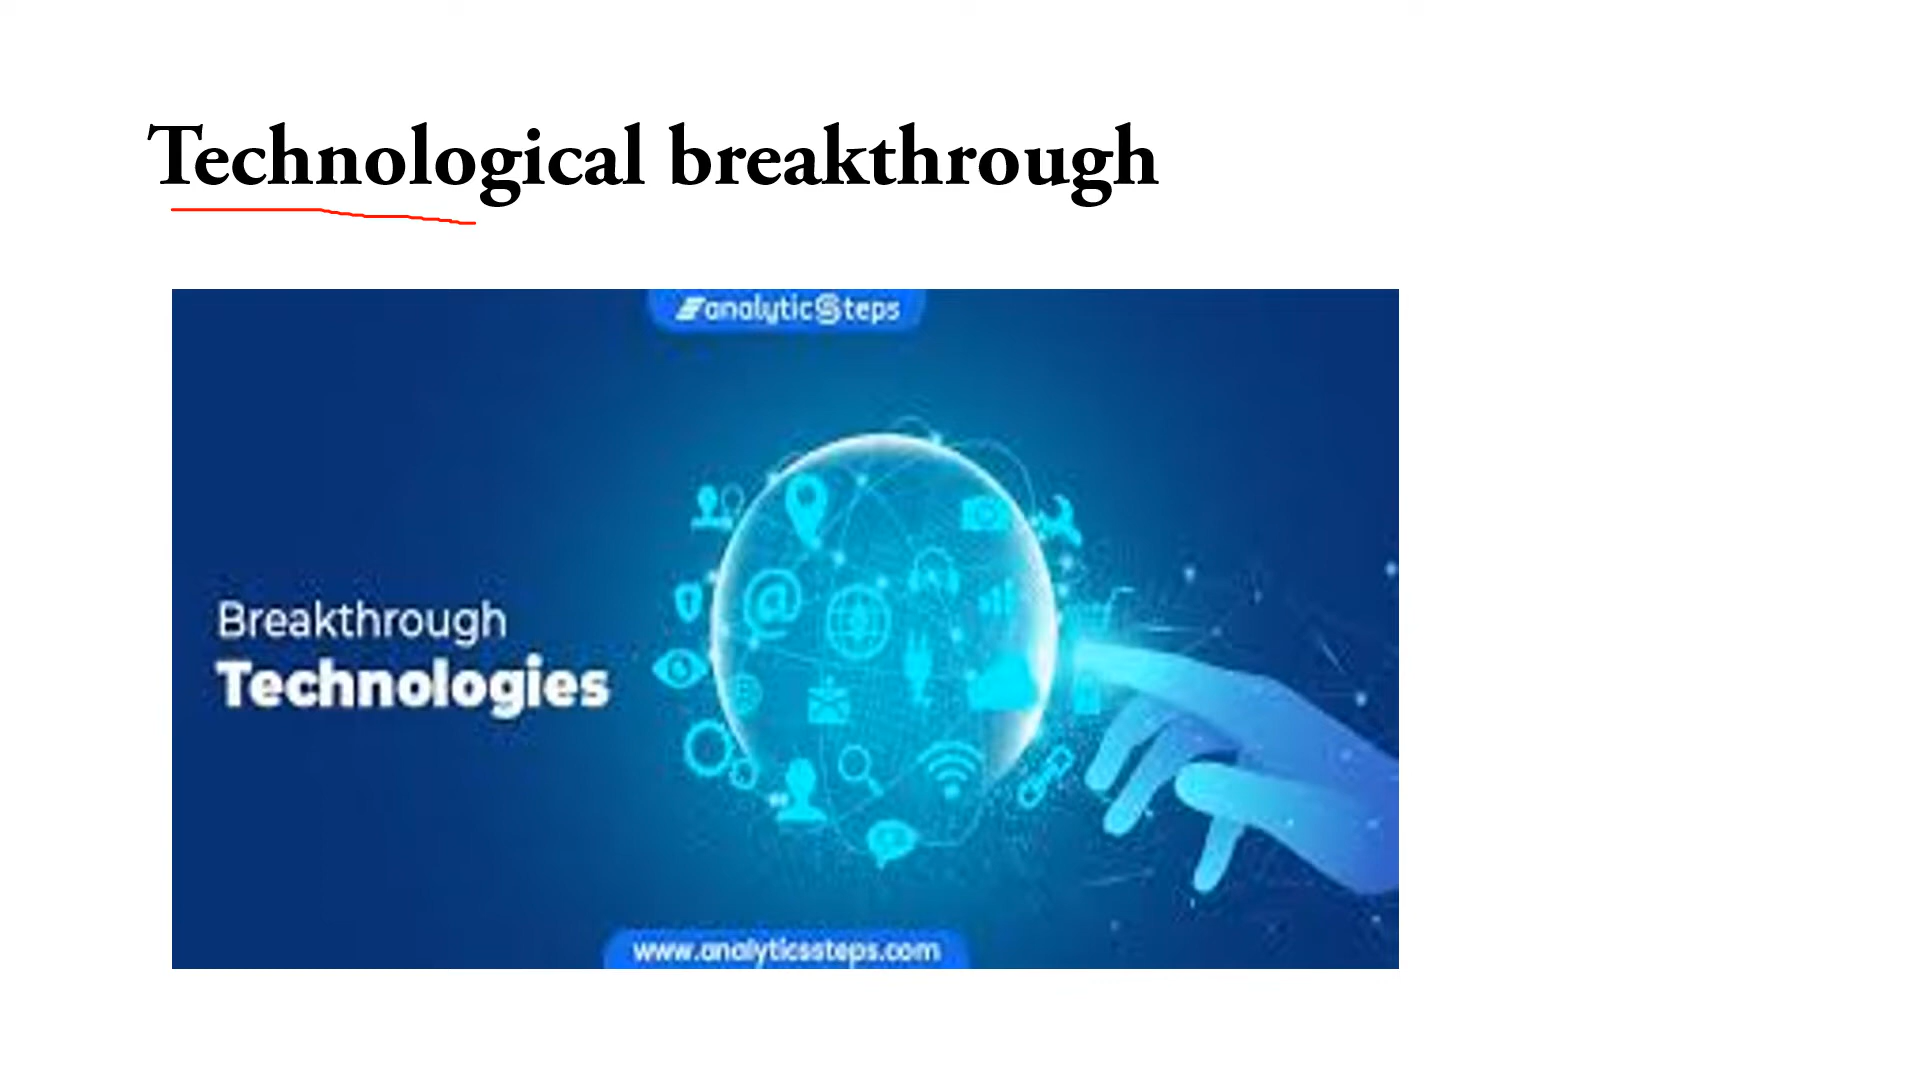 Technological breakthrough
analyticSteps
Breakthrough
Technologies
www.analyticssteps.com